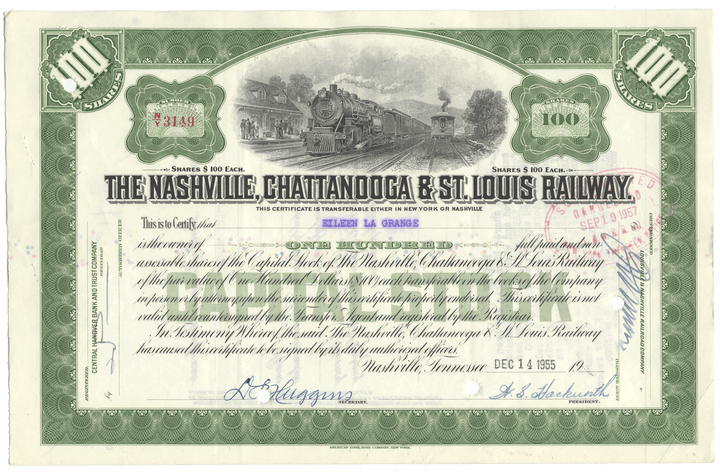 100 SHARES
100 SHARES
N/Y 3149
SHARES
100
SHARES $100 EACH.
SHARES $100 EACH.
THE NASHVILLE, CHATTANOOGA & ST. LOUIS RAILWAY,
THIS CERTIFICATE IS TRANSFERABLE EITHER IN NEW YORK OR NASHVILLE
This is to Certify that EILEEN LA GRANGE
is the owner of ONE HUNDRED full paid and non
assessable shares of the Capital Stock of The Nashville, Chattanooga & St. Louis Railway
of the par value of One Hundred Dollars $100 each transferable on the books of the Company
in person or by attorney upon the surrender of this certificate properly endorsed. This certificate is not
valid until countersigned by the Transfer Agent and registered by the Registrar.
In Testimony Whereof the said, The Nashville, Chattanooga & St. Louis Railway
has caused this certificate to be signed by its duly authorized officers.
Nashville, Tennessee DEC 14 1955 19
CAPITAL STOCK
SECRETARY.
PRESIDENT.
REGISTERED,
CENTRAL HANOVER BANK AND TRUST COMPANY
AUTHORIZED OFFICER
SEP 19 1957
AMERICAN BANK NOTE COMPANY, NEW YORK.